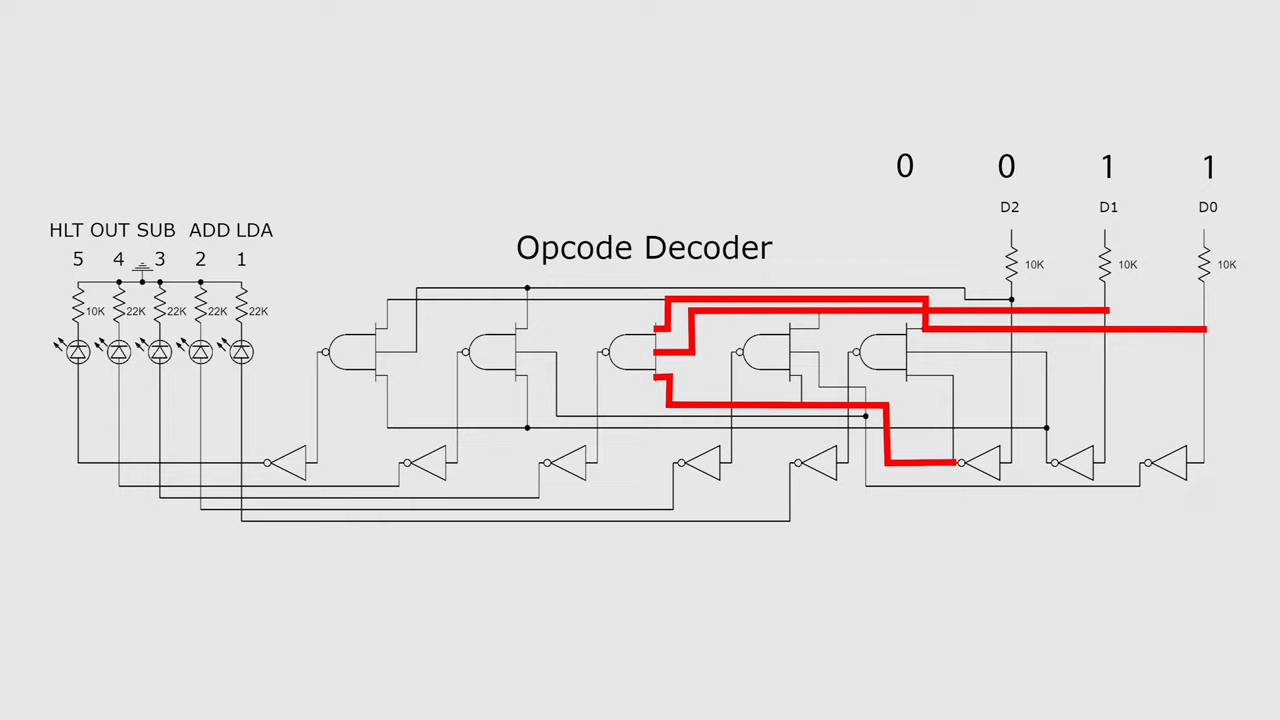 0 0 1 1
D2 D1 D0
HLT OUT SUB ADD LDA
Opcode Decoder
5 4 3 2 1
10K 10K 10K
10K 22K 22K 22K 22K